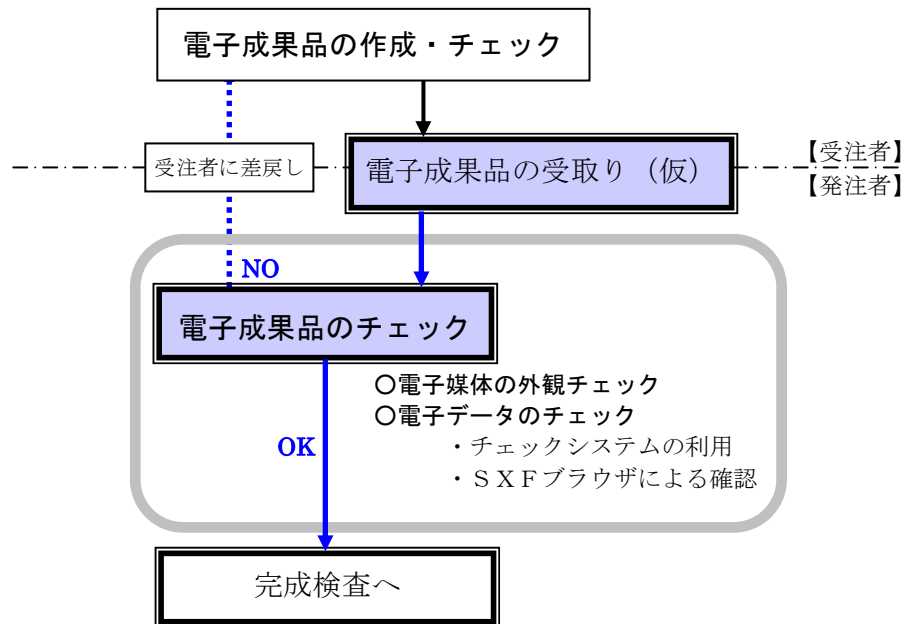 電子成果品の作成・チェック
受注者に差戻し
電子成果品の受取り（仮）
【受注者】
【発注者】
NO
電子成果品のチェック
○電子媒体の外観チェック
○電子データのチェック
・チェックシステムの利用
・ＳＸＦブラウザによる確認
OK
完成検査へ